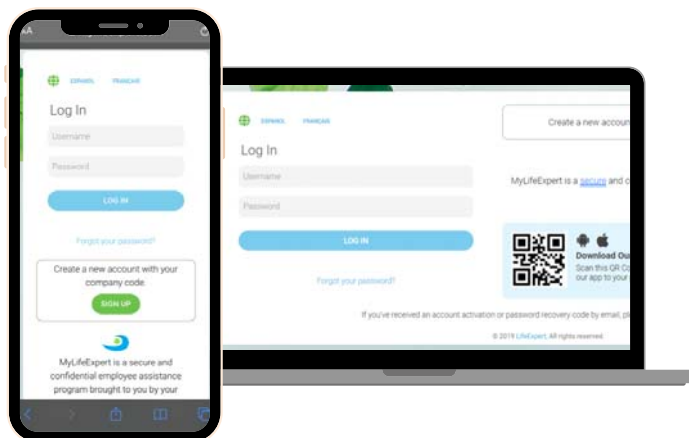 AA
ESPAÑOL FRANÇAIS
Log In
Username
Password
LOG IN
Forgot your password?
Create a new account with your
company code.
SIGN UP
MyLifeExpert is a secure and
confidential employee assistance
program brought to you by your
ESPAÑOL FRANÇAIS
Log In
Username
Password
LOG IN
Forgot your password?
Create a new accoun
MyLifeExpert is a secure and c
Download Ou
Scan this QR Co
our app to your
If you've received an account activation or password recovery code by email, pl
© 2019 LifeExpert, All rights reserved